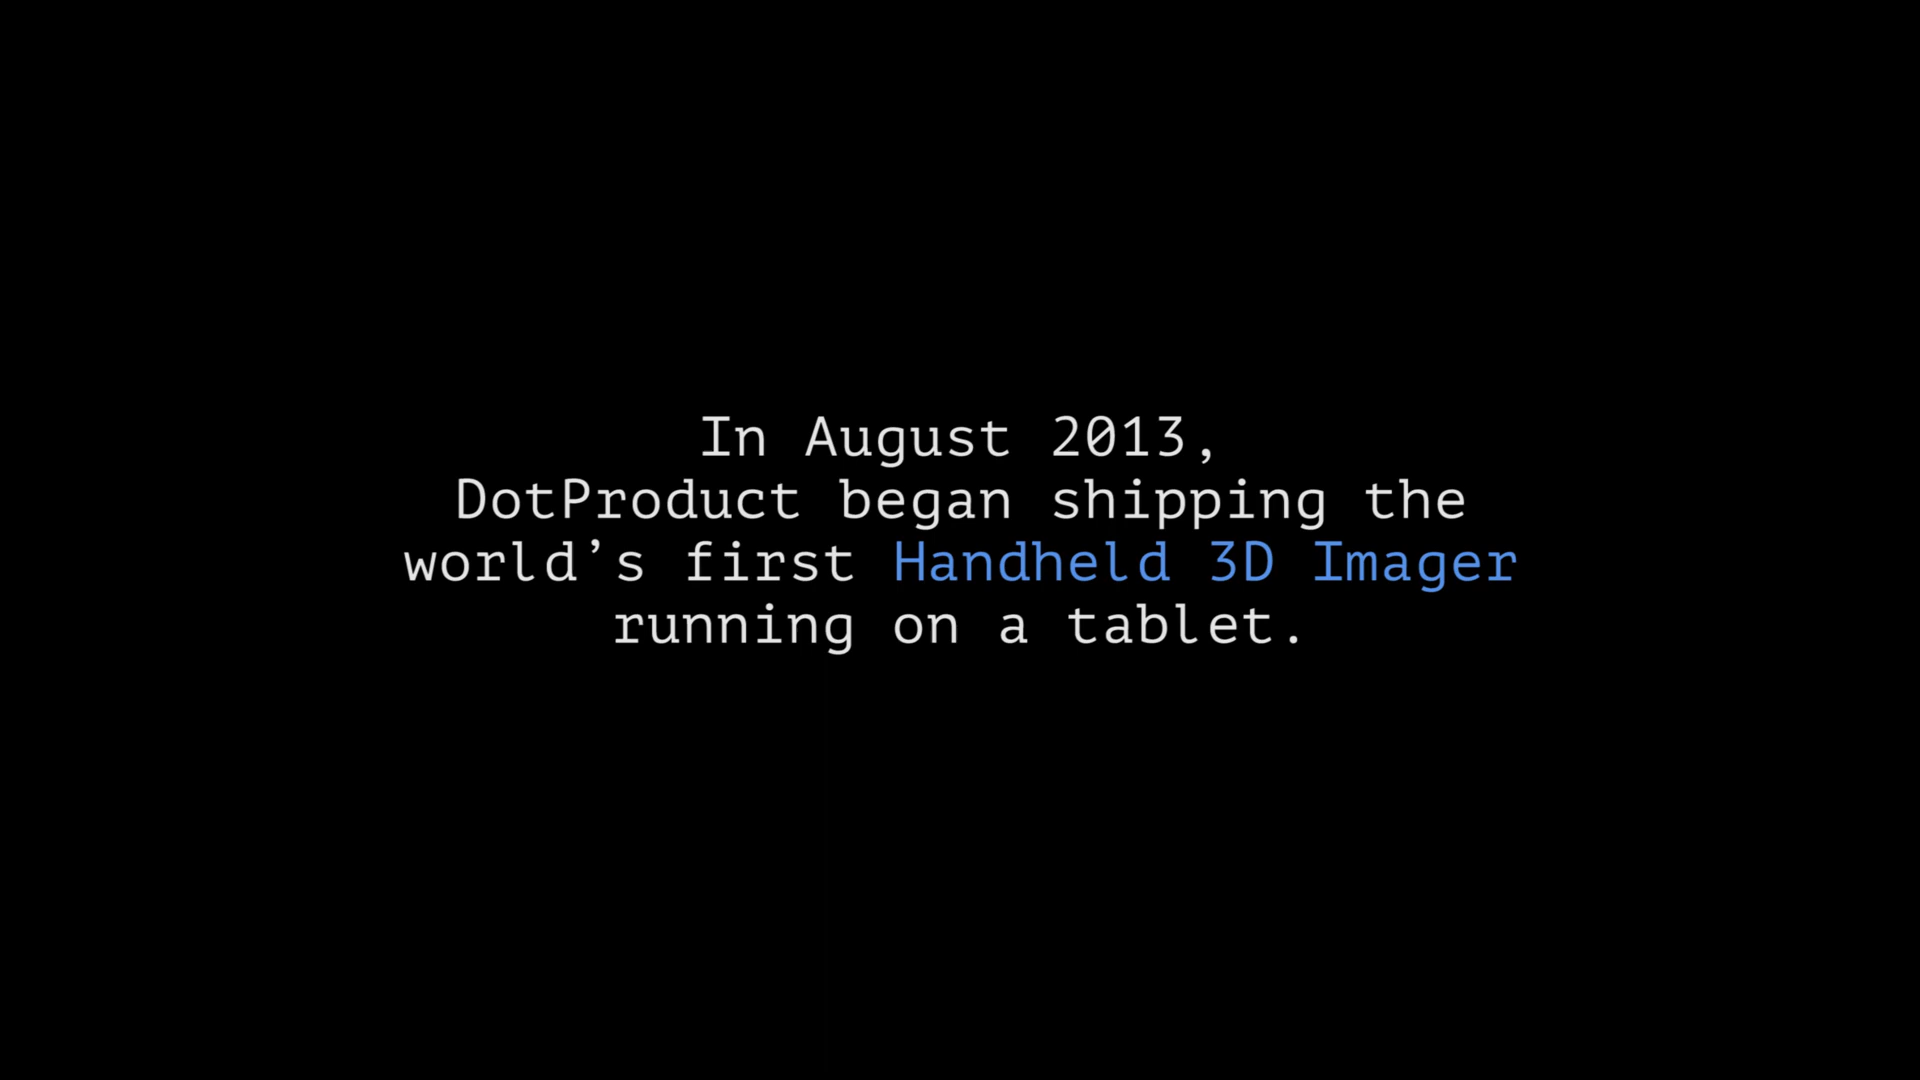 In August 2013,
DotProduct began shipping the
world’s first Handheld 3D Imager
running on a tablet.